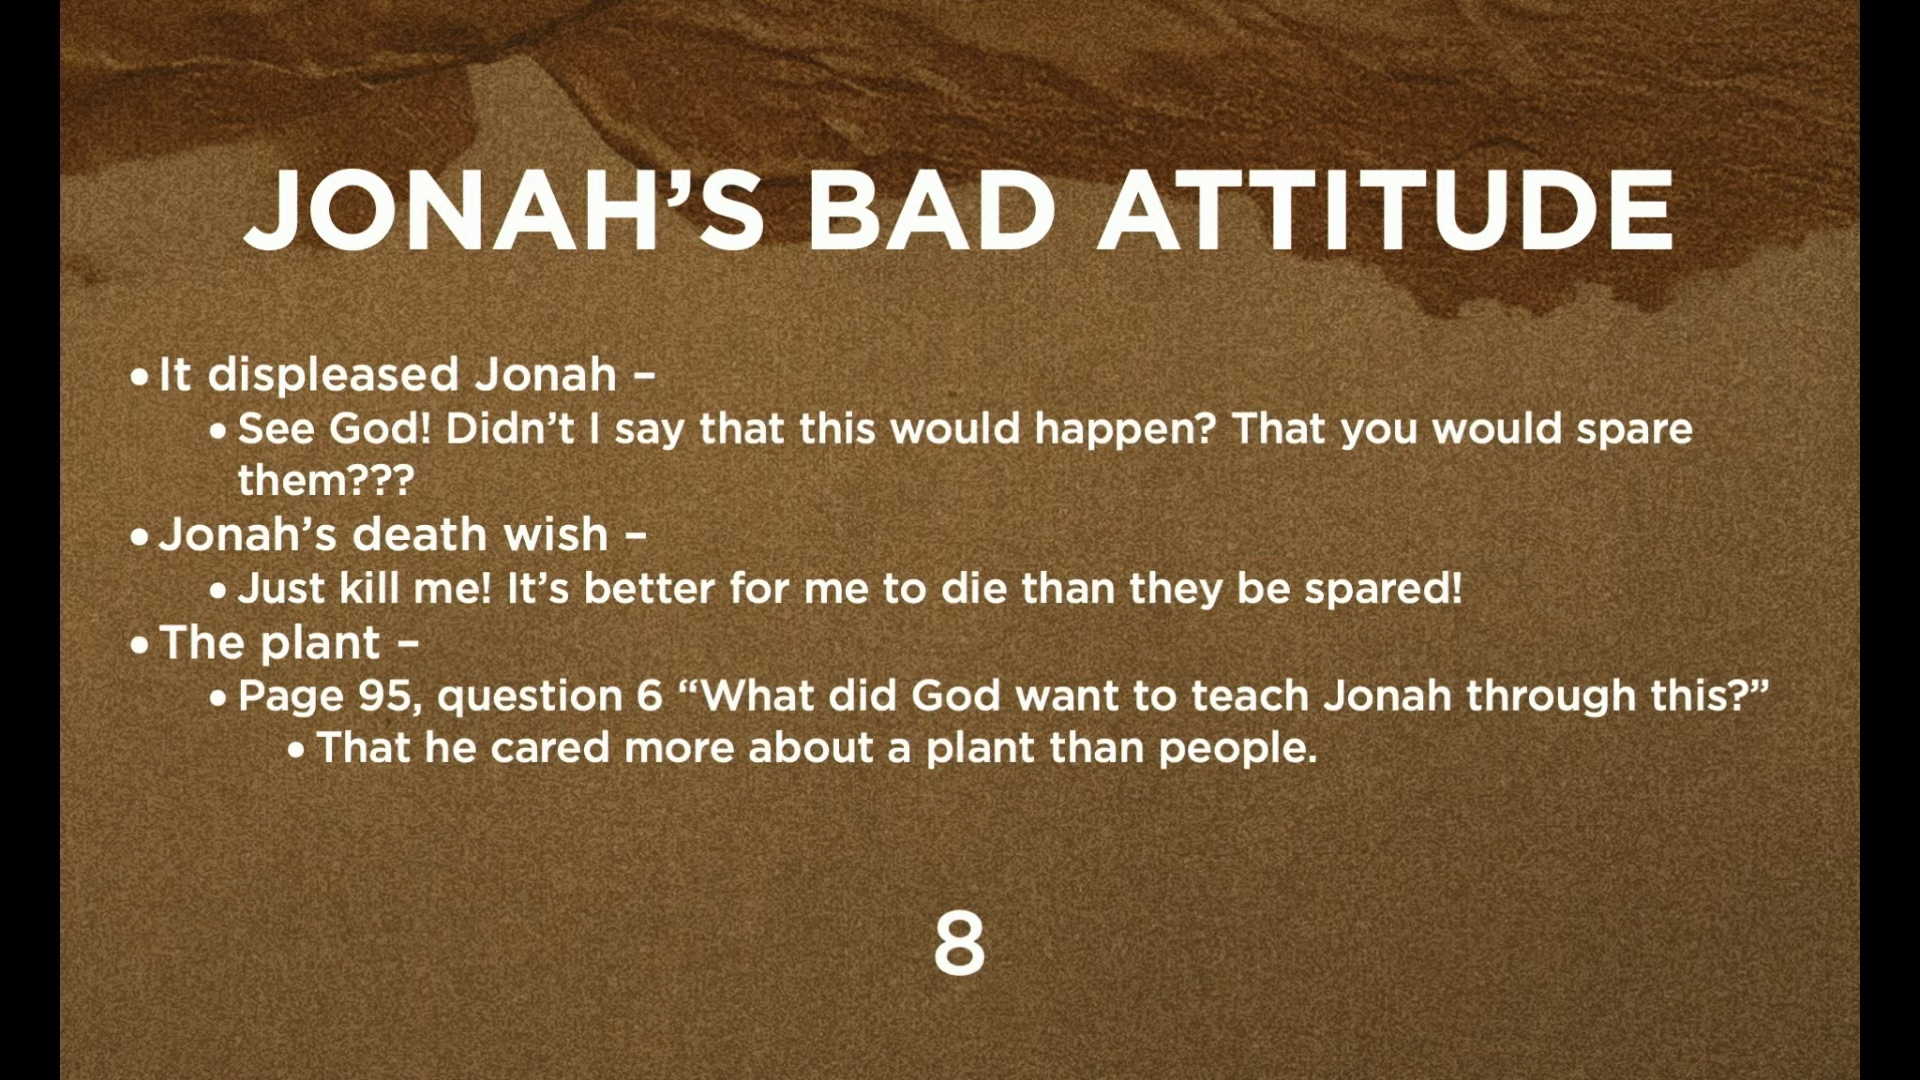 JONAH’S BAD ATTITUDE
• It displeased Jonah –
• See God! Didn’t I say that this would happen? That you would spare
them???
• Jonah’s death wish –
• Just kill me! It’s better for me to die than they be spared!
• The plant –
• Page 95, question 6 “What did God want to teach Jonah through this?”
• That he cared more about a plant than people.
8